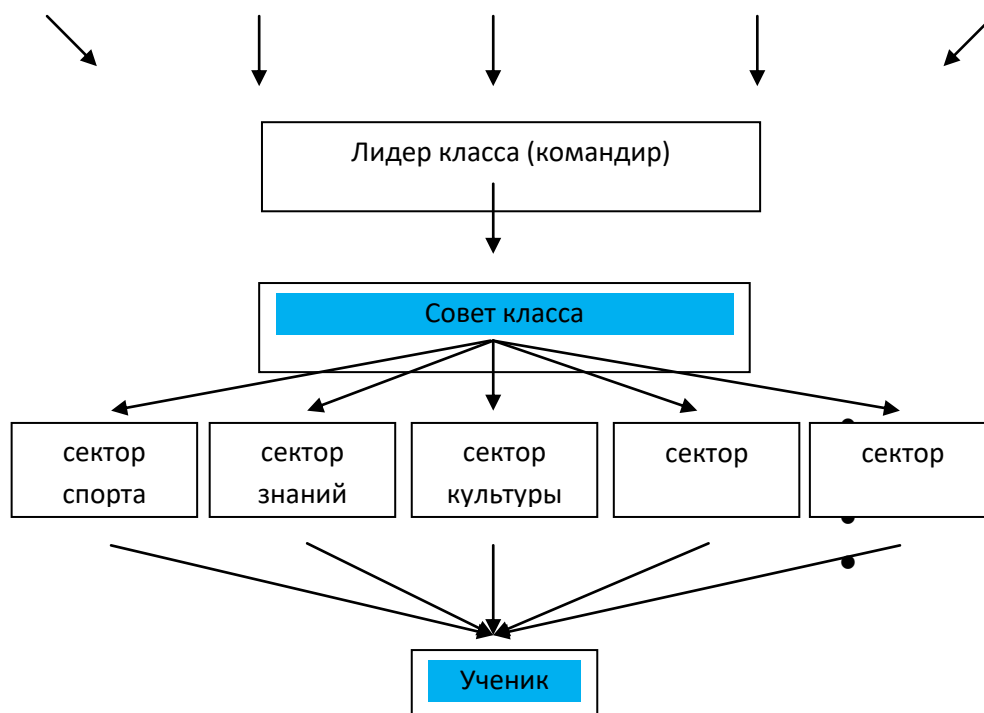 Лидер класса (командир)
Совет класса
сектор спорта
сектор знаний
сектор культуры
сектор
сектор
Ученик